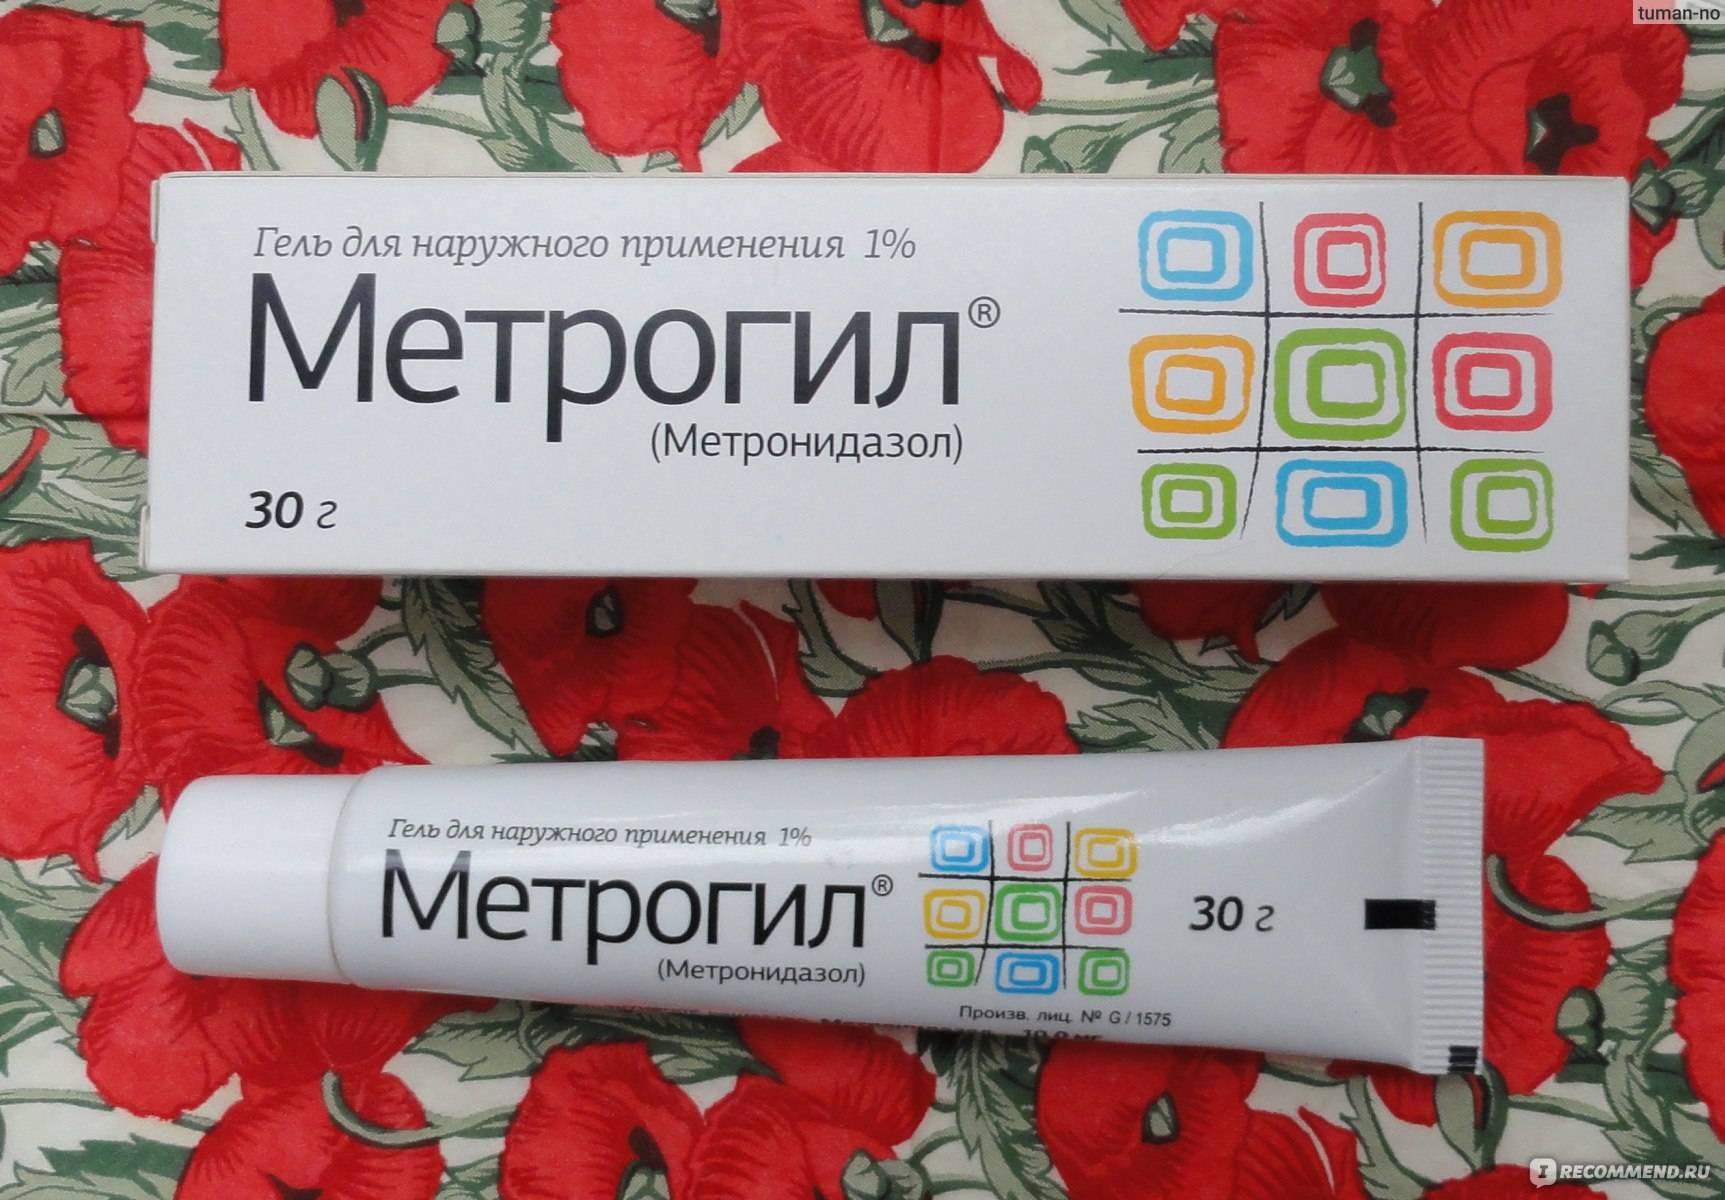 tuman-no
Гель для наружного применения 1%
Метрогил®
(Метронидазол)
30 г
Гель для наружного применения 1%
Метрогил®
(Метронидазол)
30 г
Произв. лиц. № G/1575
IRECOMMEND.RU